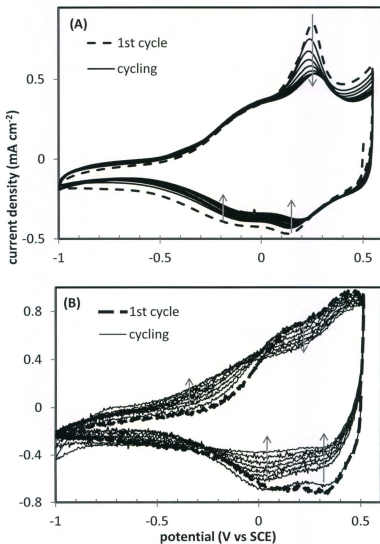 (A)
1st cycle
cycling
0.5
0
-0.5
-1 -0.5 0 0.5
current density (mA cm⁻²)
(B)
1st cycle
cycling
0.8
0.4
0
-0.4
-0.8
-1 -0.5 0 0.5
potential (V vs SCE)